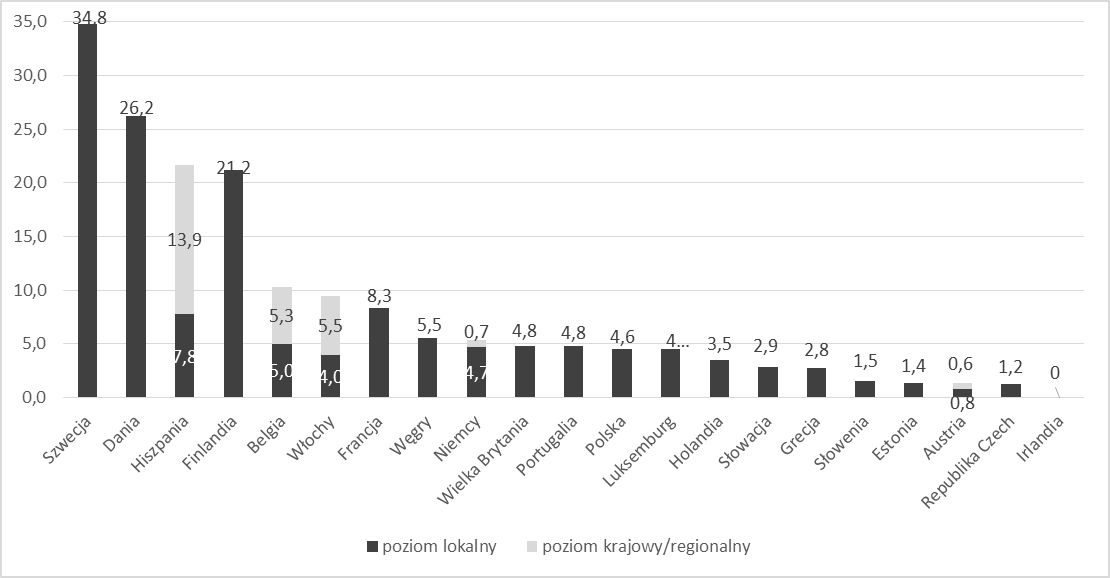 35,0
30,0
25,0
20,0
15,0
10,0
5,0
0,0
34,8
26,2
13,9
7,8
21,2
5,3
5,0
5,5
4,0
8,3
5,5
0,7
4,7
4,8
4,8
4,6
4...
3,5
2,9
2,8
1,5
1,4
0,6
0,8
1,2
0
Szwecja
Dania
Hiszpania
Finlandia
Belgia
Włochy
Francja
Węgry
Niemcy
Wielka Brytania
Portugalia
Polska
Luksemburg
Holandia
Słowacja
Grecja
Słowenia
Estonia
Austria
Republika Czech
Irlandia
poziom lokalny
poziom krajowy/regionalny